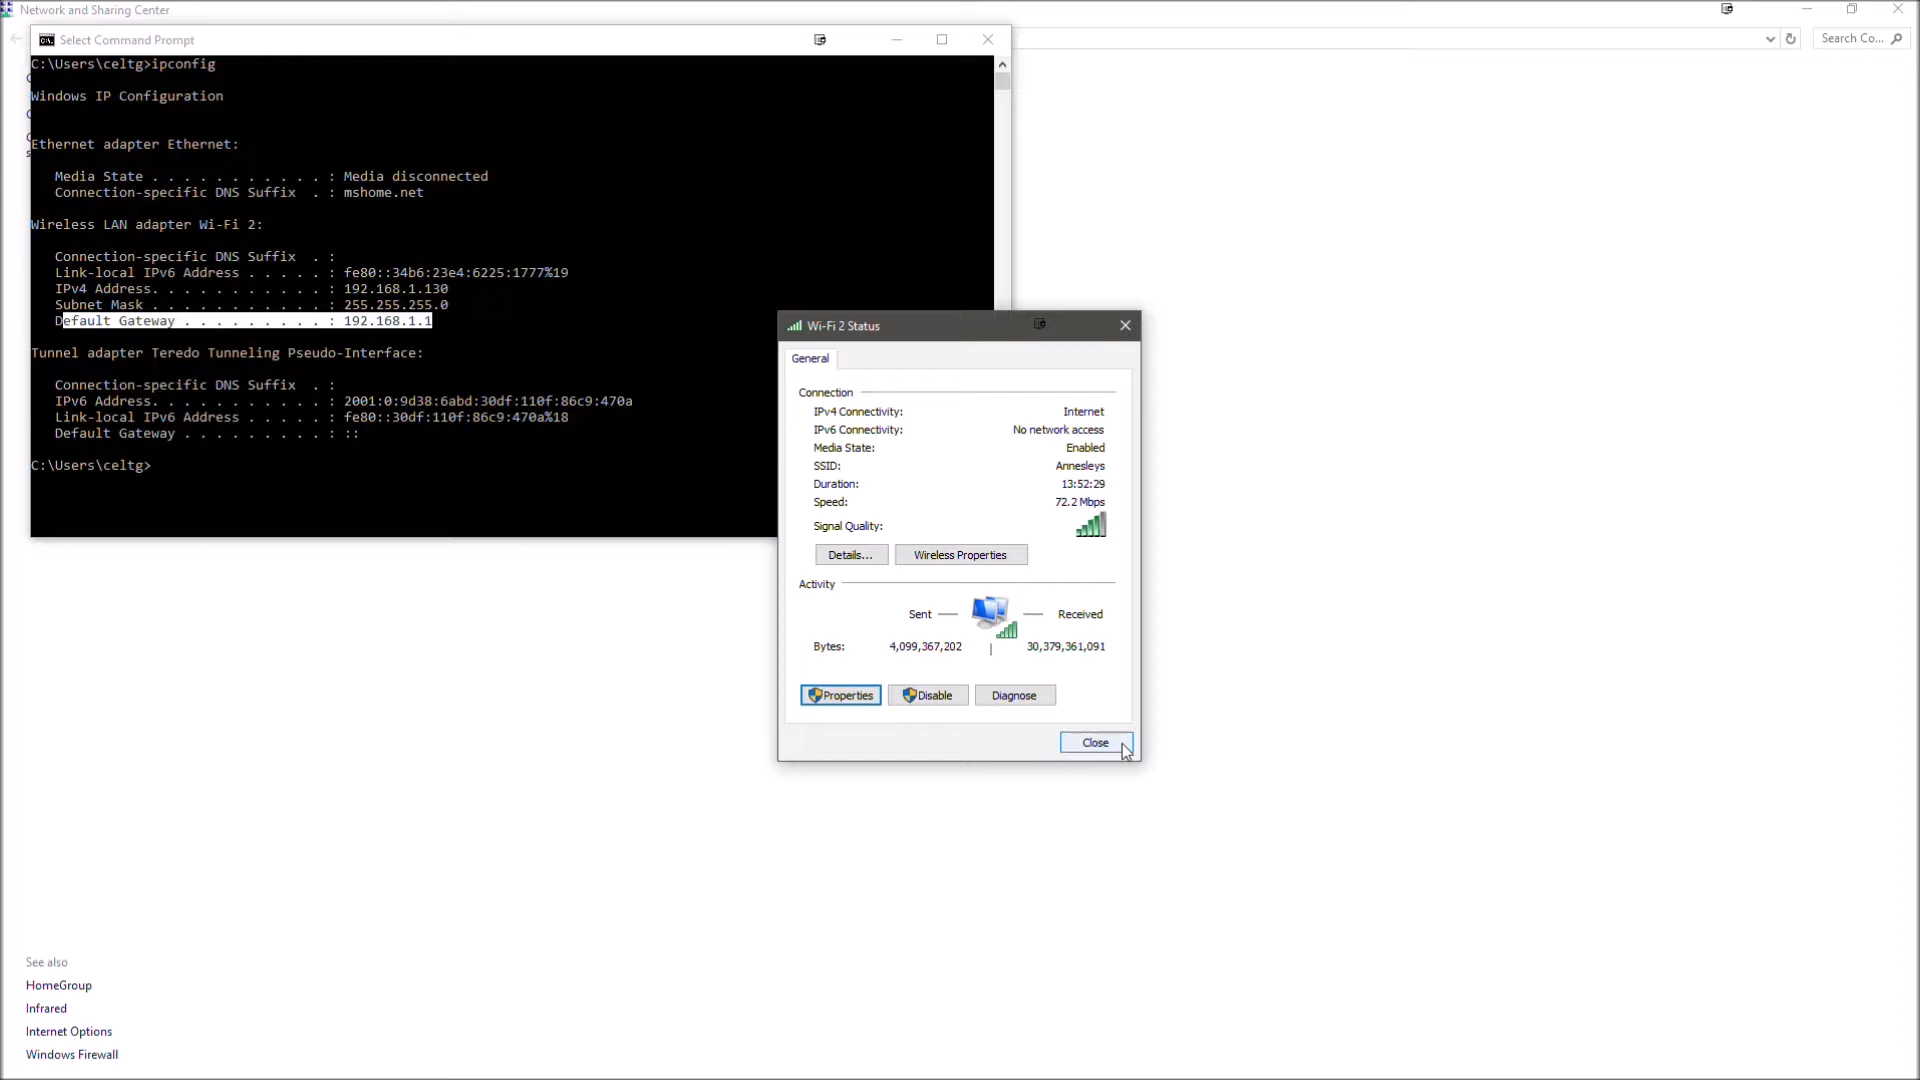 Network and Sharing Center
Search Co...
Select Command Prompt
C:\Users\celtg>ipconfig
Windows IP Configuration
Ethernet adapter Ethernet:
Media State . . . . . . . . . . . : Media disconnected
Connection-specific DNS Suffix  . : mshome.net
Wireless LAN adapter Wi-Fi 2:
Connection-specific DNS Suffix  . :
Link-local IPv6 Address . . . . . : fe80::34b6:23e4:6225:1777%19
IPv4 Address. . . . . . . . . . . : 192.168.1.130
Subnet Mask . . . . . . . . . . . : 255.255.255.0
Default Gateway . . . . . . . . . : 192.168.1.1
Tunnel adapter Teredo Tunneling Pseudo-Interface:
Connection-specific DNS Suffix  . :
IPv6 Address. . . . . . . . . . . : 2001:0:9d38:6abd:30df:110f:86c9:470a
Link-local IPv6 Address . . . . . : fe80::30df:110f:86c9:470a%18
Default Gateway . . . . . . . . . : ::
C:\Users\celtg>
Wi-Fi 2 Status
General
Connection
IPv4 Connectivity: Internet
IPv6 Connectivity: No network access
Media State: Enabled
SSID: Annesleys
Duration: 13:52:29
Speed: 72.2 Mbps
Signal Quality:
Details... Wireless Properties
Activity
Sent — — Received
Bytes: 4,099,367,202 | 30,379,361,091
Properties Disable Diagnose
Close
See also
HomeGroup
Infrared
Internet Options
Windows Firewall